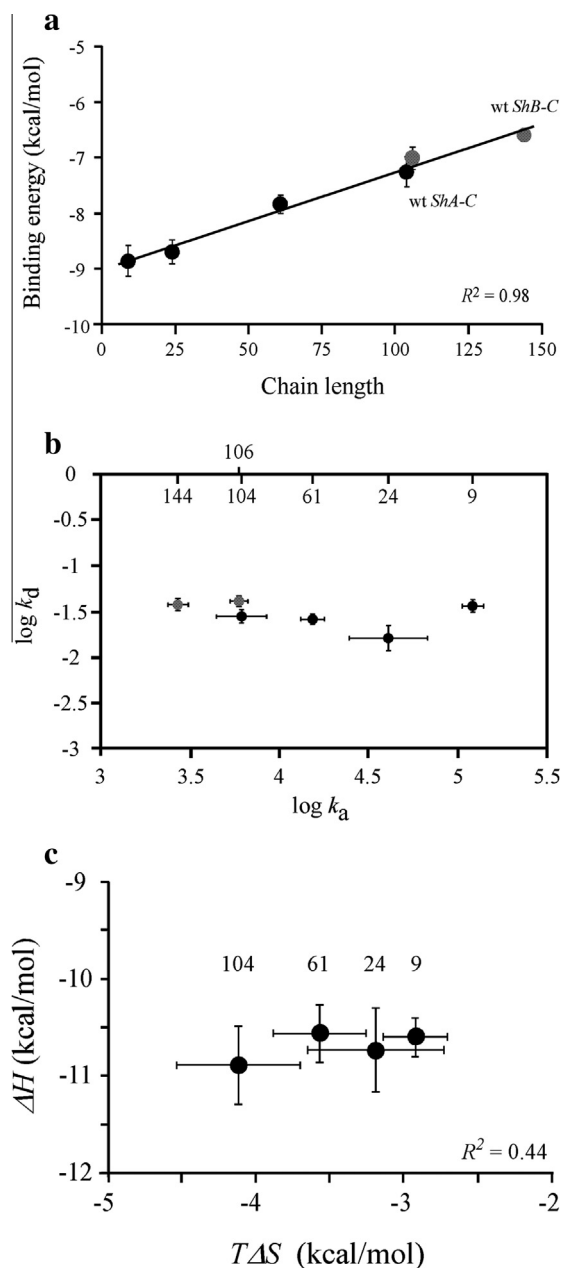 a
-5
-6
-7
-8
-9
-10
Binding energy (kcal/mol)
wt ShB-C
wt ShA-C
R² = 0.98
0 25 50 75 100 125 150
Chain length
b
106
0
-0.5
-1
-1.5
-2
-2.5
-3
144 104 61 24 9
log kd
3 3.5 4 4.5 5 5.5
log ka
c
-9
-10
-11
-12
ΔH (kcal/mol)
104 61 24 9
R² = 0.44
-5 -4 -3 -2
TΔS (kcal/mol)